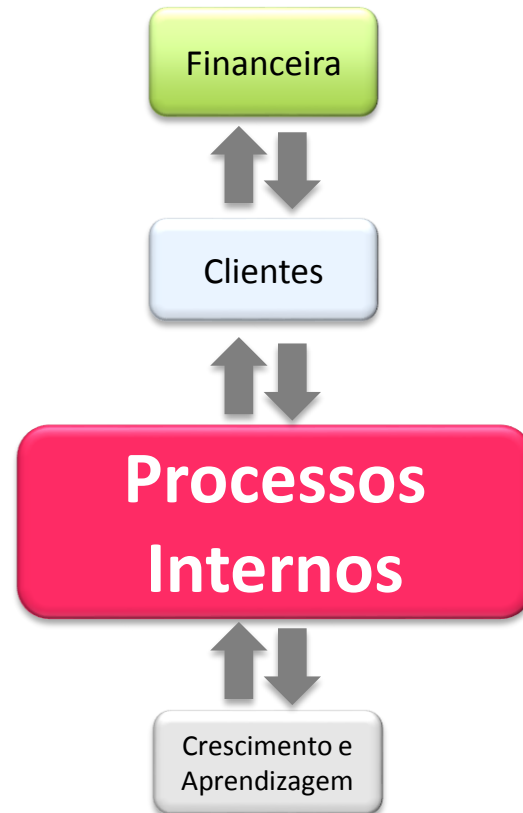 Financeira
Clientes
Processos
Internos
Crescimento e
Aprendizagem